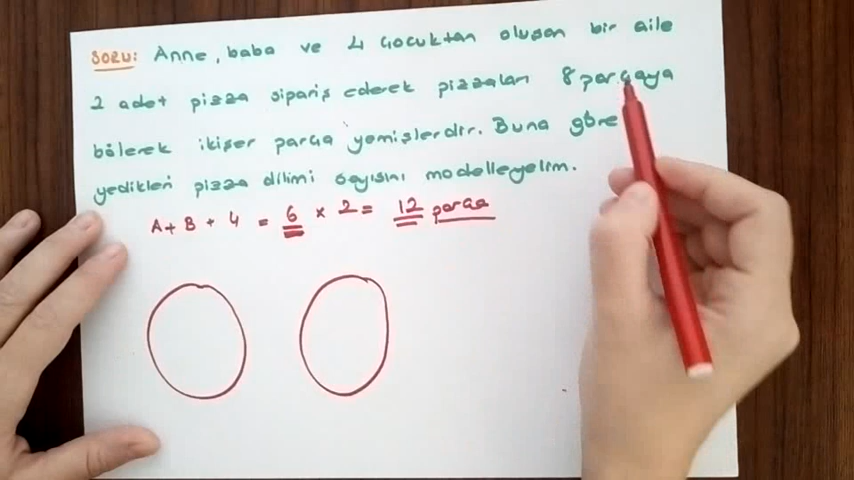 SORU: Anne, baba ve 4 çocuktan oluşan bir aile
2 adet pizza sipariş ederek pizzaları 8 parçaya
bölerek ikişer parça yemişlerdir. Buna göre
yedikleri pizza dilimi sayısını modelleyelim.
A + B + 4 = 6 x 2 = 12 parça